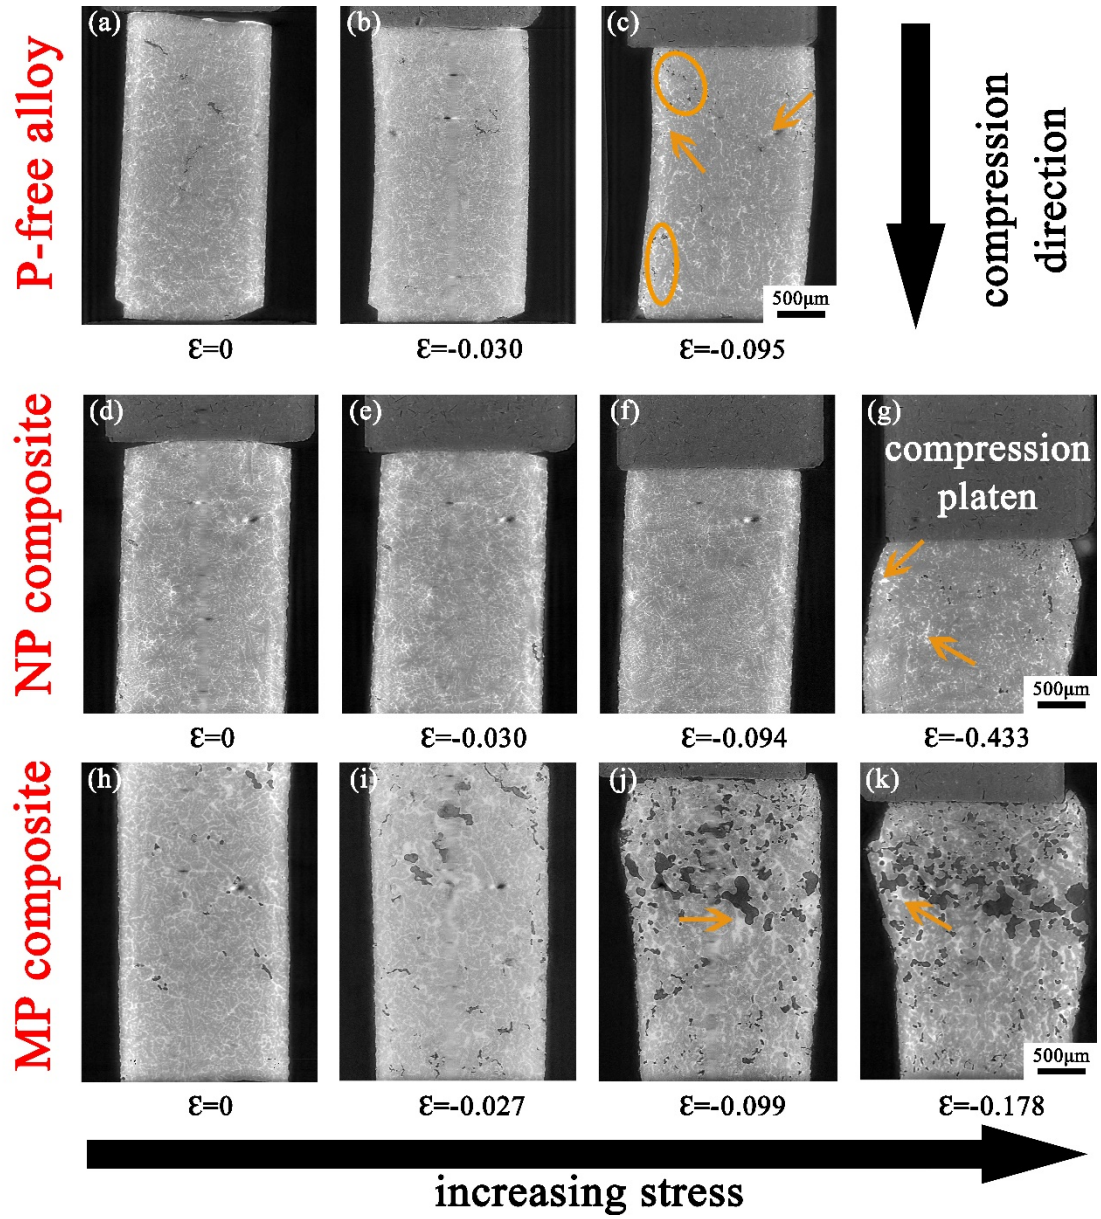 P-free alloy
(a)
(b)
(c)
500μm
compression
direction
Ɛ=0
Ɛ=-0.030
Ɛ=-0.095
NP composite
(d)
(e)
(f)
(g)
compression
platen
500μm
Ɛ=0
Ɛ=-0.030
Ɛ=-0.094
Ɛ=-0.433
MP composite
(h)
(i)
(j)
(k)
500μm
Ɛ=0
Ɛ=-0.027
Ɛ=-0.099
Ɛ=-0.178
increasing stress